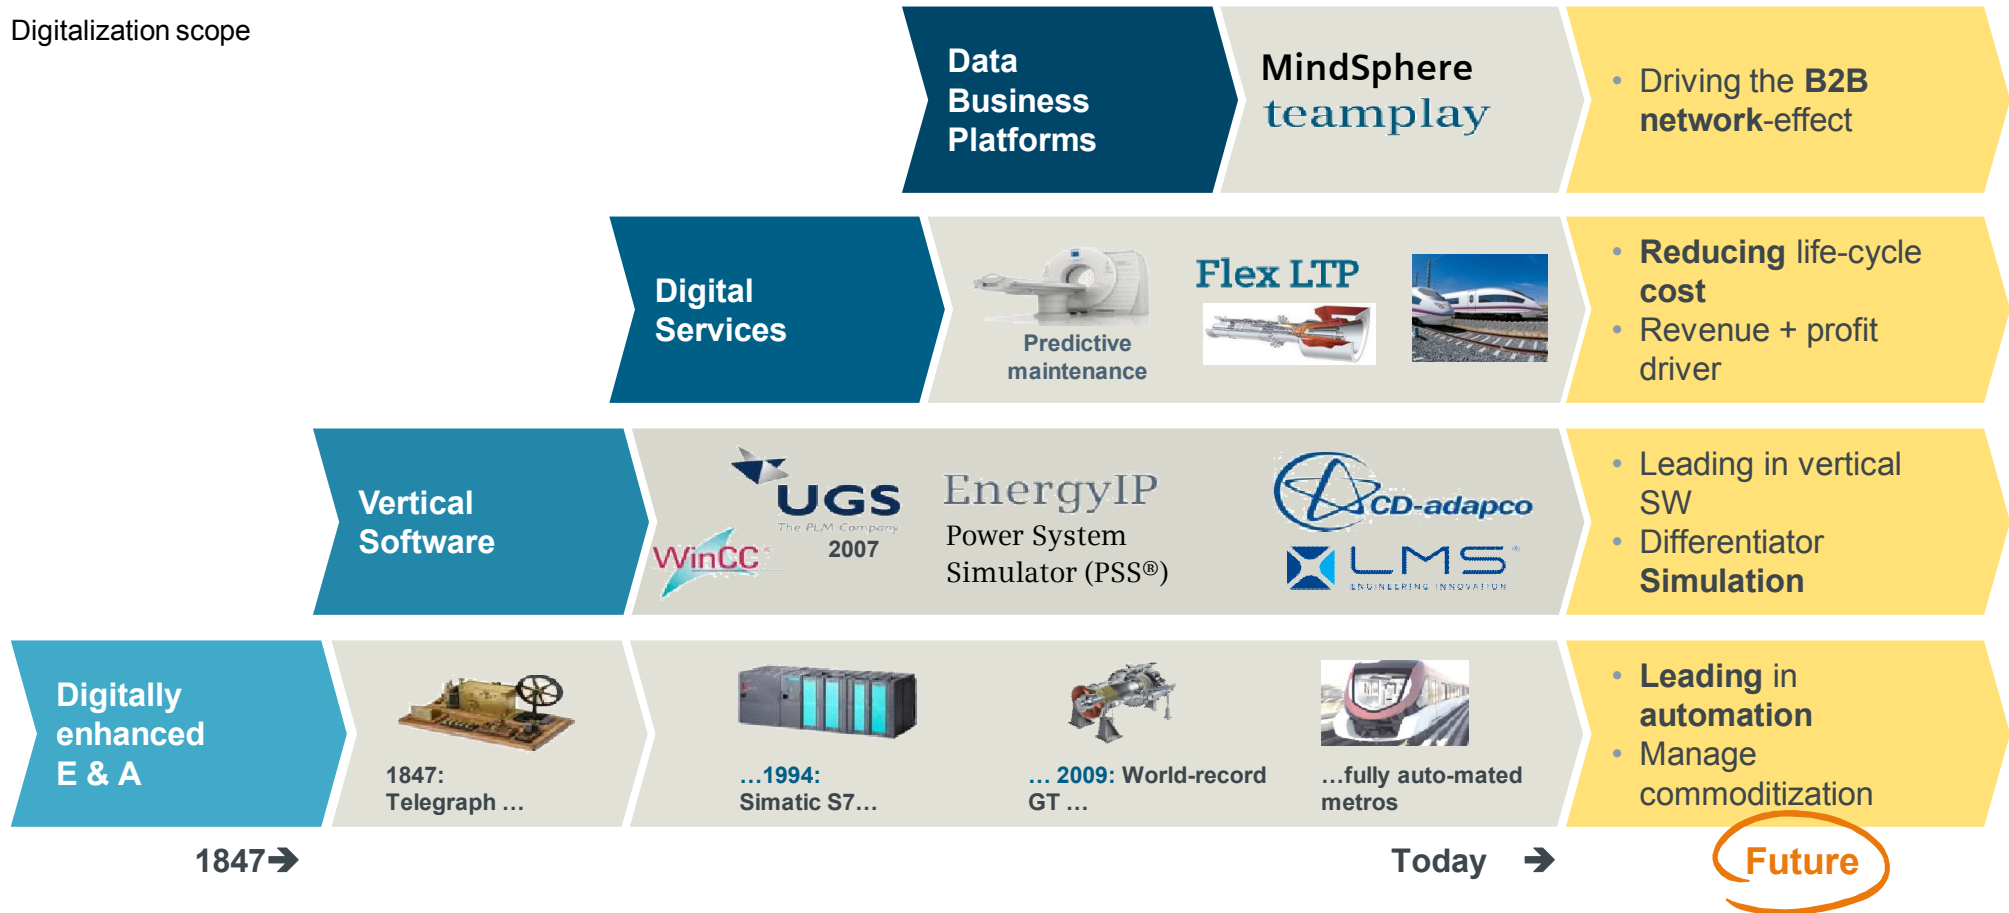 Digitalization scope
Data
Business
Platforms
MindSphere
teamplay
• Driving the B2B
network-effect
Digital
Services
Predictive
maintenance
Flex LTP
• Reducing life-cycle
cost
• Revenue + profit
driver
Vertical
Software
WinCC
UGS
The PLM Company
2007
EnergyIP
Power System
Simulator (PSS®)
CD-adapco
LMS®
ENGINEERING INNOVATION
• Leading in vertical
SW
• Differentiator
Simulation
Digitally
enhanced
E & A
1847:
Telegraph …
…1994:
Simatic S7…
… 2009: World-record
GT …
…fully auto-mated
metros
• Leading in
automation
• Manage
commoditization
1847➔
Today ➔
Future